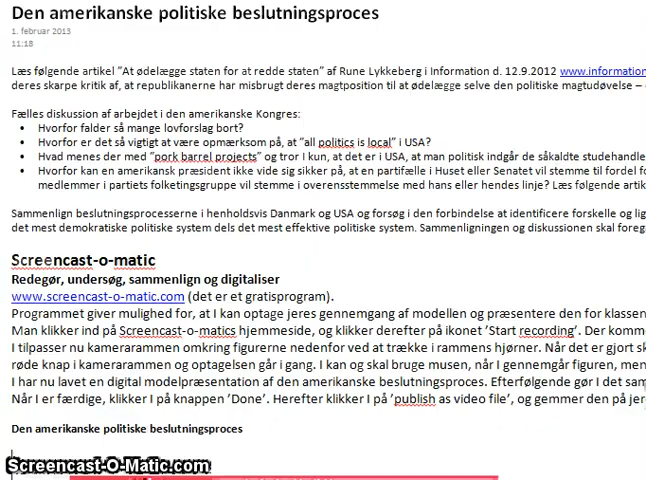 Den amerikanske politiske beslutningsproces
1. februar 2013
11:18
Læs følgende artikel ”At ødelægge staten for at redde staten” af Rune Lykkeberg i Information d. 12.9.2012 www.information
deres skarpe kritik af, at republikanerne har misbrugt deres magtposition til at ødelægge selve den politiske magtudøvelse –
Fælles diskussion af arbejdet i den amerikanske Kongres:
• Hvorfor falder så mange lovforslag bort?
• Hvorfor er det så vigtigt at være opmærksom på, at ”all politics is local” i USA?
• Hvad menes der med ”pork barrel projects” og tror I kun, at det er i USA, at man politisk indgår de såkaldte studehandle
• Hvorfor kan en amerikansk præsident ikke vide sig sikker på, at en partifælle i Huset eller Senatet vil stemme til fordel fo
medlemmer i partiets folketingsgruppe vil stemme i overensstemmelse med hans eller hendes linje? Læs følgende artik
Sammenlign beslutningsprocesserne i henholdsvis Danmark og USA og forsøg i den forbindelse at identificere forskelle og lig
det mest demokratiske politiske system dels det mest effektive politiske system. Sammenligningen og diskussionen skal foreg
Screencast-o-matic
Redegør, undersøg, sammenlign og digitaliser
www.screencast-o-matic.com (det er et gratisprogram).
Programmet giver mulighed for, at I kan optage jeres gennemgang af modellen og præsentere den for klassen
Man klikker ind på Screencast-o-matics hjemmeside, og klikker derefter på ikonet ’Start recording’. Der komm
I tilpasser nu kamerarammen omkring figurerne nedenfor ved at trække i rammens hjørner. Når det er gjort sk
røde knap i kamerarammen og optagelsen går i gang. I kan og skal bruge musen, når I gennemgår figuren, men
I har nu lavet en digital modelpræsentation af den amerikanske beslutningsproces. Efterfølgende gør I det sam
Når I er færdige, klikker I på knappen ’Done’. Herefter klikker I på ’publish as video file’, og gemmer den på jer
Den amerikanske politiske beslutningsproces
Screencast-O-Matic.com